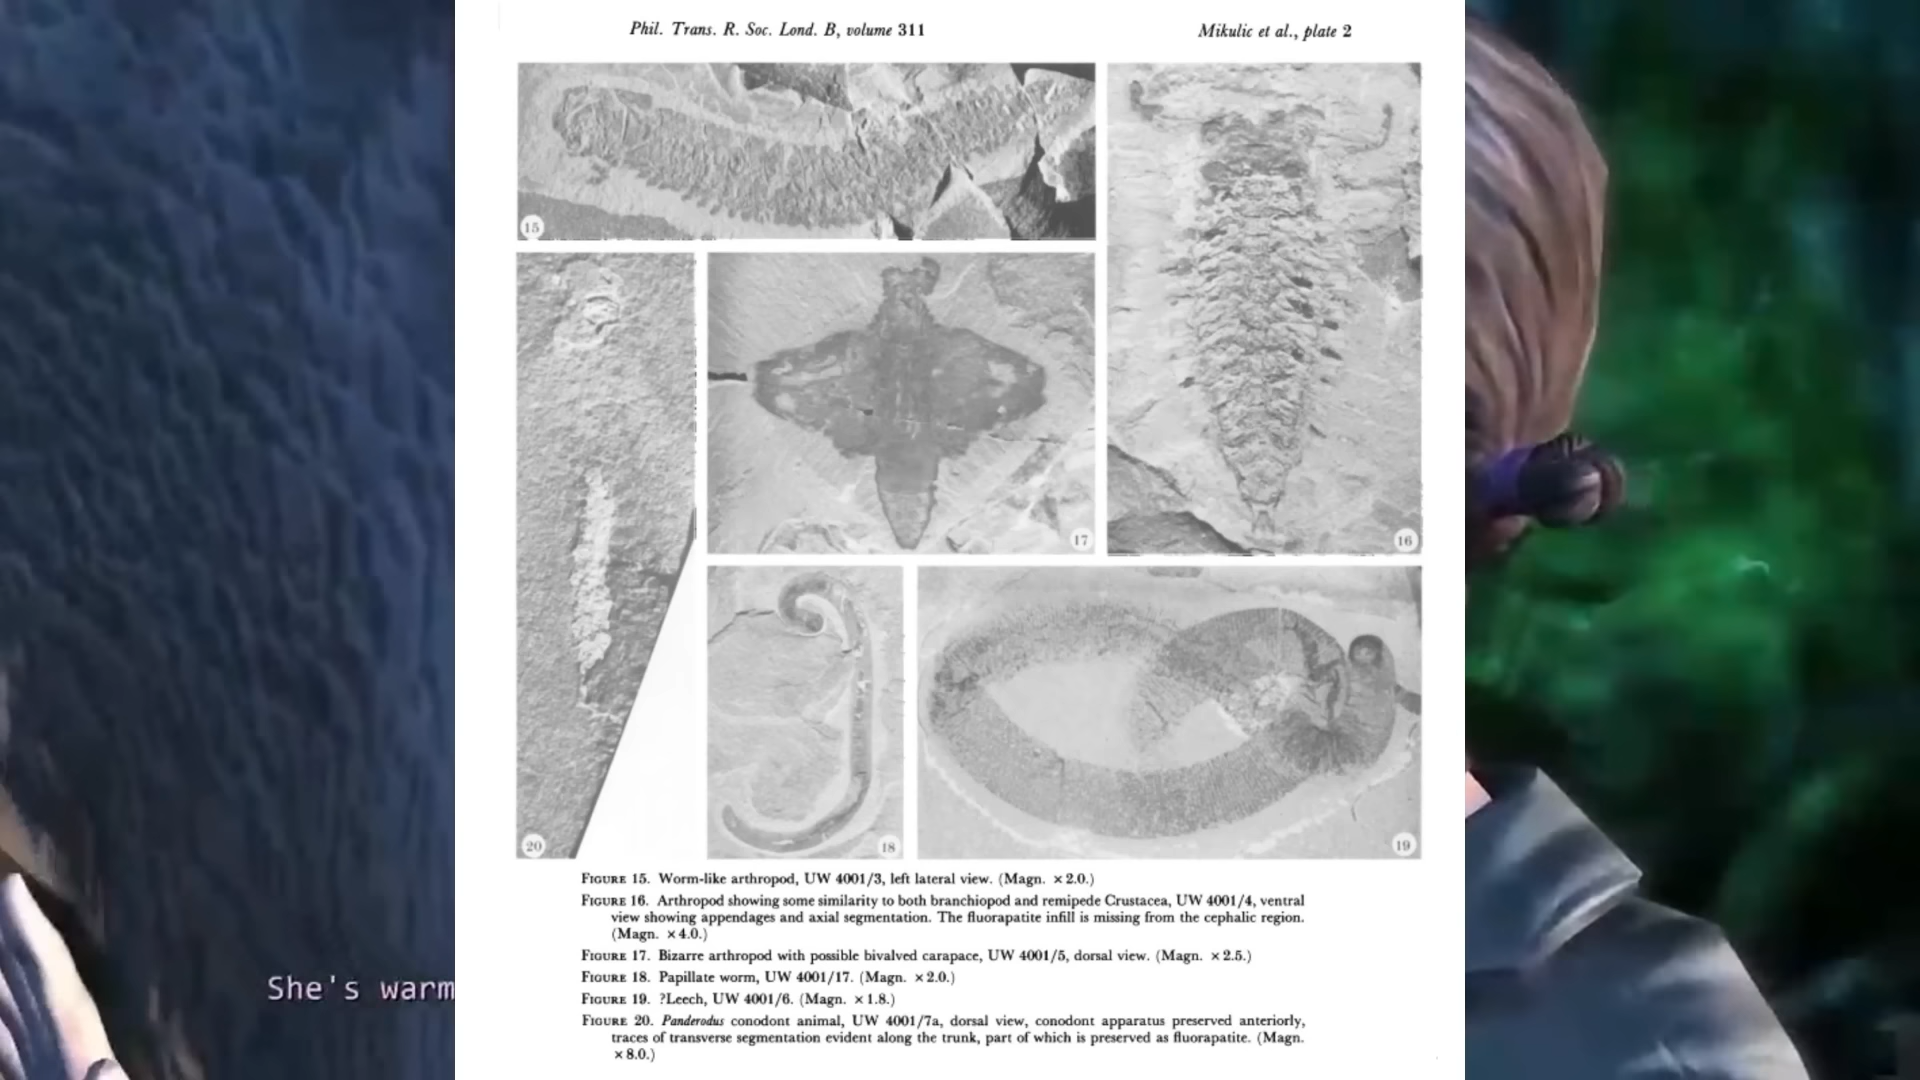 Phil. Trans. R. Soc. Lond. B, volume 311
Mikulic et al., plate 2
15
16
17
18
19
20
FIGURE 15. Worm-like arthropod, UW 4001/3, left lateral view. (Magn. ×2.0.)
FIGURE 16. Arthropod showing some similarity to both branchiopod and remipede Crustacea, UW 4001/4, ventral
view showing appendages and axial segmentation. The fluorapatite infill is missing from the cephalic region.
(Magn. ×4.0.)
FIGURE 17. Bizarre arthropod with possible bivalved carapace, UW 4001/5, dorsal view. (Magn. ×2.5.)
FIGURE 18. Papillate worm, UW 4001/17. (Magn. ×2.0.)
FIGURE 19. ?Leech, UW 4001/6. (Magn. ×1.8.)
FIGURE 20. Panderodus conodont animal, UW 4001/7a, dorsal view, conodont apparatus preserved anteriorly,
traces of transverse segmentation evident along the trunk, part of which is preserved as fluorapatite. (Magn.
×8.0.)
She's warm